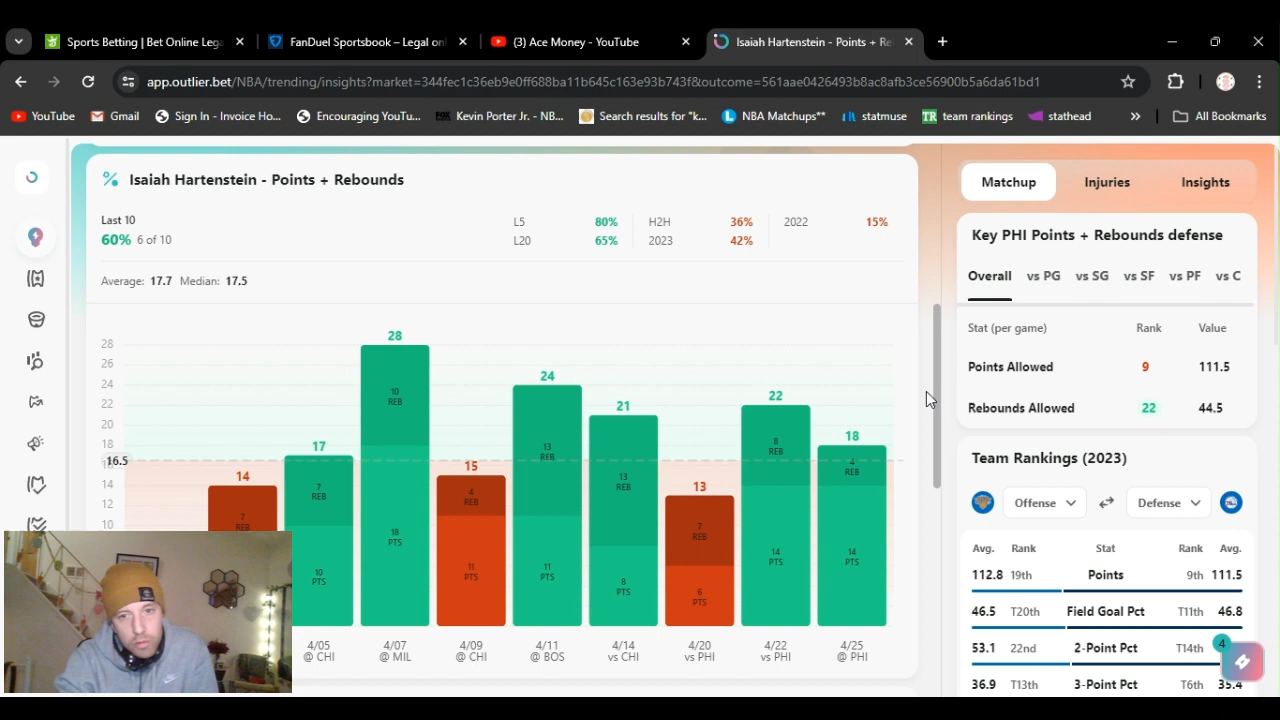 Sports Betting | Bet Online Lega
FanDuel Sportsbook – Legal onl
(3) Ace Money - YouTube
Isaiah Hartenstein - Points + Re
app.outlier.bet/NBA/trending/insights?market=344fec1c36eb9e0ff688ba11b645c163e93b743f&outcome=561aae0426493b8ac8afb3ce56900b5a6da61bd1
YouTube
Gmail
Sign In - Invoice Ho...
Encouraging YouTu...
FOX
Kevin Porter Jr. - NB...
Search results for "k...
NBA Matchups**
statmuse
TR
team rankings
stathead
»
All Bookmarks
Isaiah Hartenstein - Points + Rebounds
Last 10
60% 6 of 10
L5 80% H2H 36% 2022 15%
L20 65% 2023 42%
Average: 17.7 Median: 17.5
28
26
24
22
20
18
16.5
14
12
10
14
7
REB
17
7
REB
10
PTS
28
10
REB
18
PTS
15
4
REB
11
PTS
24
13
REB
11
PTS
21
13
REB
8
PTS
13
7
REB
6
PTS
22
8
REB
14
PTS
18
4
REB
14
PTS
4/05
@ CHI
4/07
@ MIL
4/09
@ CHI
4/11
@ BOS
4/14
vs CHI
4/20
vs PHI
4/22
vs PHI
4/25
@ PHI
Matchup Injuries Insights
Key PHI Points + Rebounds defense
Overall vs PG vs SG vs SF vs PF vs C
Stat (per game) Rank Value
Points Allowed 9 111.5
Rebounds Allowed 22 44.5
Team Rankings (2023)
Offense Defense
Avg. Rank Stat Rank Avg.
112.8 19th Points 9th 111.5
46.5 T20th Field Goal Pct T11th 46.8
53.1 22nd 2-Point Pct T14th
36.9 T13th 3-Point Pct T6th 35.4
4